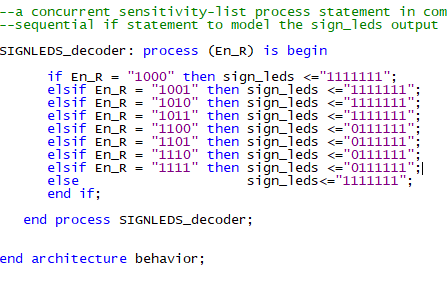 --a concurrent sensitivity-list process statement in com
--sequential if statement to model the sign_leds output
SIGNLEDS_decoder: process (En_R) is begin
if En_R = "1000" then sign_leds <="1111111";
elsif En_R = "1001" then sign_leds <="1111111";
elsif En_R = "1010" then sign_leds <="1111111";
elsif En_R = "1011" then sign_leds <="1111111";
elsif En_R = "1100" then sign_leds <="0111111";
elsif En_R = "1101" then sign_leds <="0111111";
elsif En_R = "1110" then sign_leds <="0111111";
elsif En_R = "1111" then sign_leds <="0111111";
else sign_leds<="1111111";
end if;
end process SIGNLEDS_decoder;
end architecture behavior;